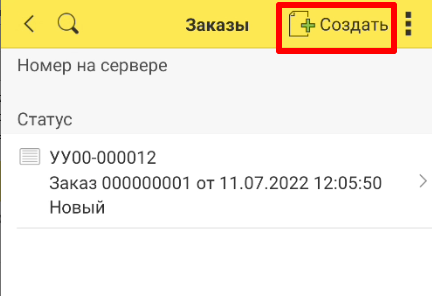 Заказы
Создать
Номер на сервере
Статус
УУ00-000012
Заказ 000000001 от 11.07.2022 12:05:50
Новый